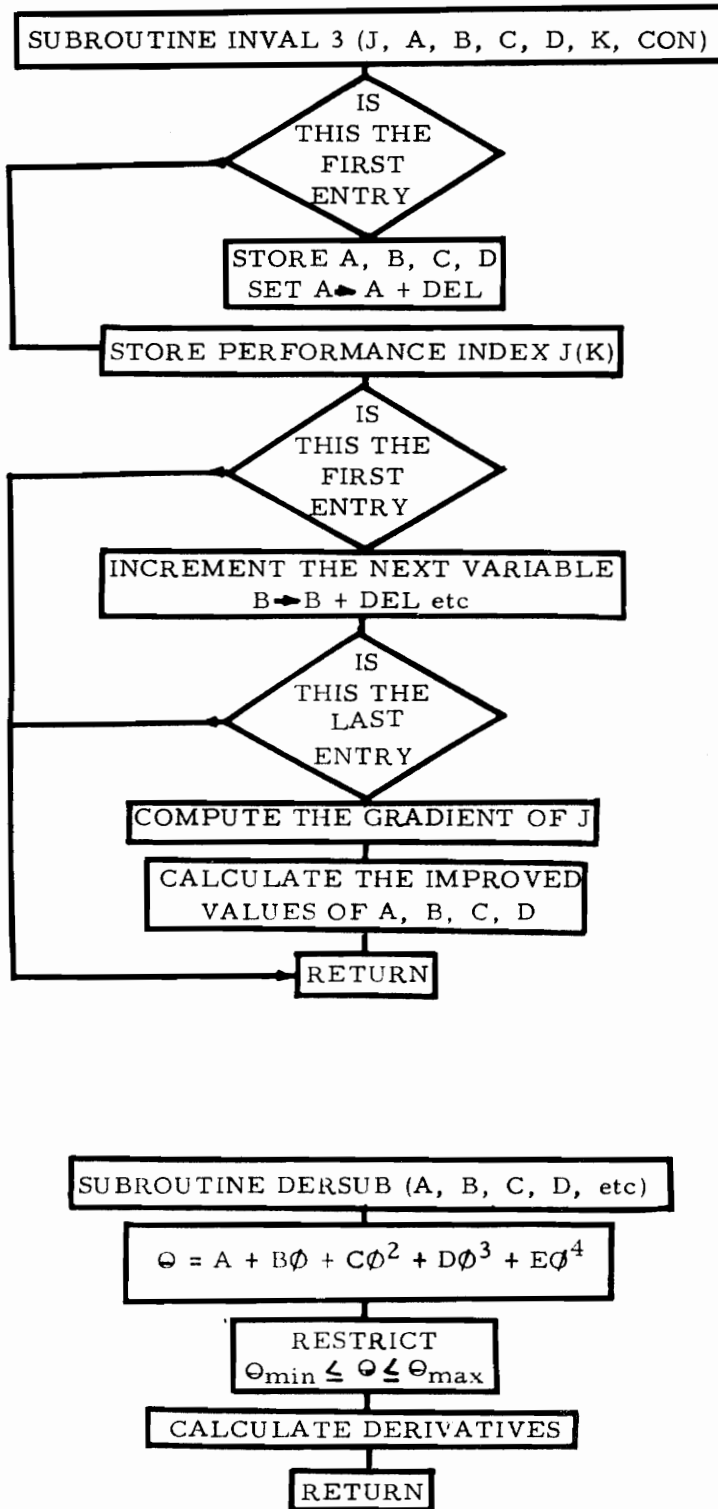 SUBROUTINE INVAL 3 (J, A, B, C, D, K, CON)
IS
THIS THE
FIRST
ENTRY
STORE A, B, C, D
SET A→ A + DEL
STORE PERFORMANCE INDEX J(K)
IS
THIS THE
FIRST
ENTRY
INCREMENT THE NEXT VARIABLE
B→B + DEL etc
IS
THIS THE
LAST
ENTRY
COMPUTE THE GRADIENT OF J
CALCULATE THE IMPROVED
VALUES OF A, B, C, D
RETURN
SUBROUTINE DERSUB (A, B, C, D, etc)
Θ = A + BØ + CØ² + DØ³ + EØ⁴
RESTRICT
Θmin ≤ Θ ≤ Θmax
CALCULATE DERIVATIVES
RETURN